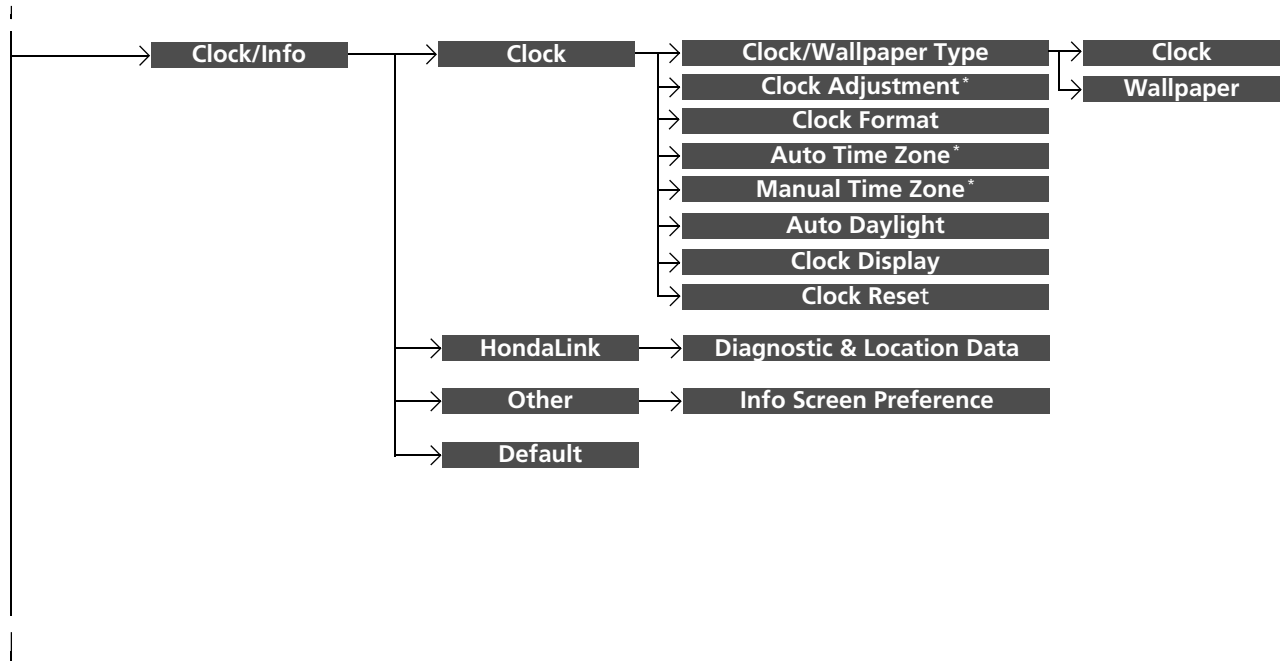 Clock/Info
Clock
Clock/Wallpaper Type
Clock
Clock Adjustment*
Wallpaper
Clock Format
Auto Time Zone*
Manual Time Zone*
Auto Daylight
Clock Display
Clock Reset
HondaLink
Diagnostic & Location Data
Other
Info Screen Preference
Default